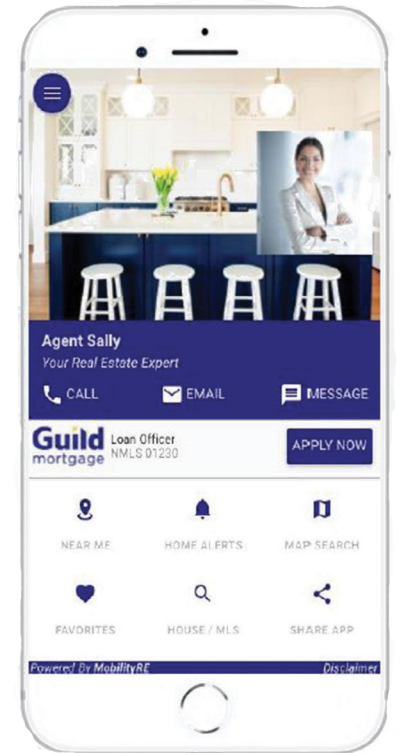 Agent Sally
Your Real Estate Expert
CALL EMAIL MESSAGE
Guild
mortgage
Loan Officer
NMLS 01230
APPLY NOW
NEAR ME HOME ALERTS MAP SEARCH
FAVORITES HOUSE / MLS SHARE APP
Powered By MobilityRE Disclaimer